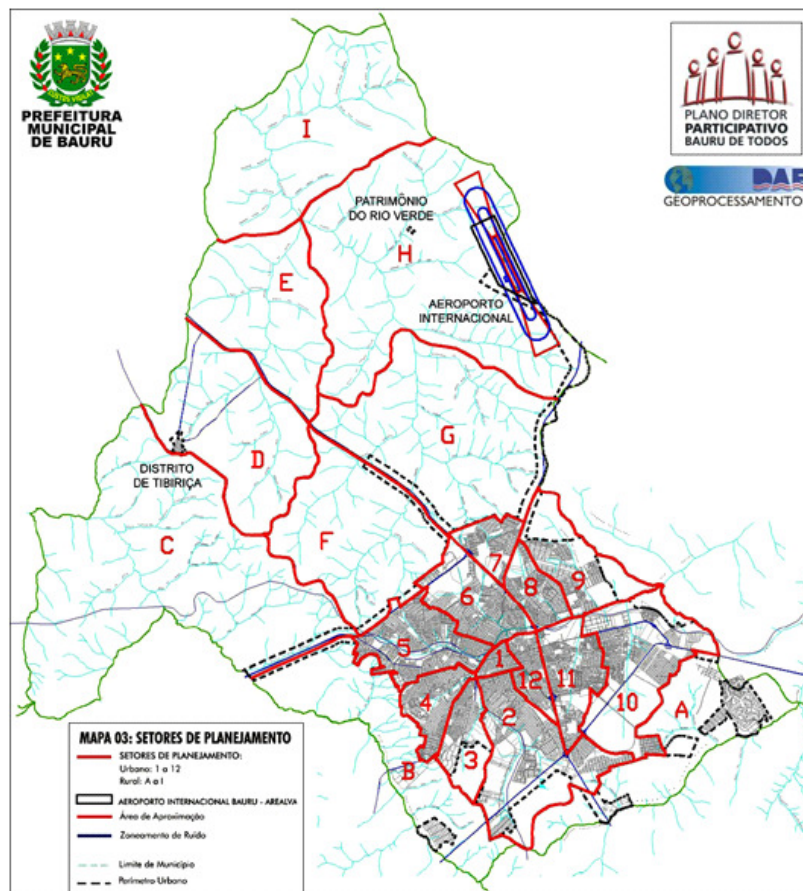 PREFEITURA
MUNICIPAL
DE BAURU
PLANO DIRETOR
PARTICIPATIVO
BAURU DE TODOS
DAE
GEOPROCESSAMENTO
I
PATRIMÔNIO
DO RIO VERDE
H
E
AEROPORTO
INTERNACIONAL
G
D
DISTRITO
DE TIBIRIÇA
C
F
7
8
9
6
5
1
12
11
10
A
4
2
3
B
MAPA 03: SETORES DE PLANEJAMENTO
SETORES DE PLANEJAMENTO:
Urbano: 1 a 12
Rural: A a I
AEROPORTO INTERNACIONAL BAURU - AREALVA
Área de Aproximação
Zoneamento de Ruído
Limite de Município
Perímetro Urbano